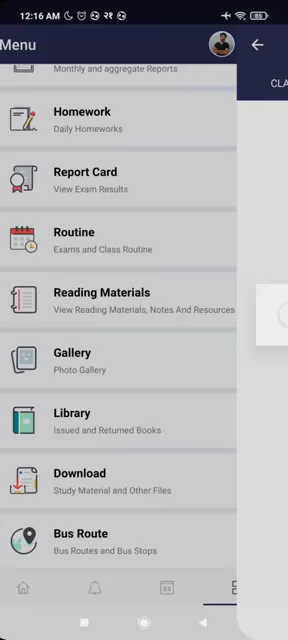 12:16 AM २१ 85
Menu
CLA
Monthly and aggregate Reports
Homework
Daily Homeworks
Report Card
View Exam Results
Routine
Exams and Class Routine
Reading Materials
View Reading Materials, Notes And Resources
Gallery
Photo Gallery
Library
Issued and Returned Books
Download
Study Material and Other Files
Bus Route
Bus Routes and Bus Stops